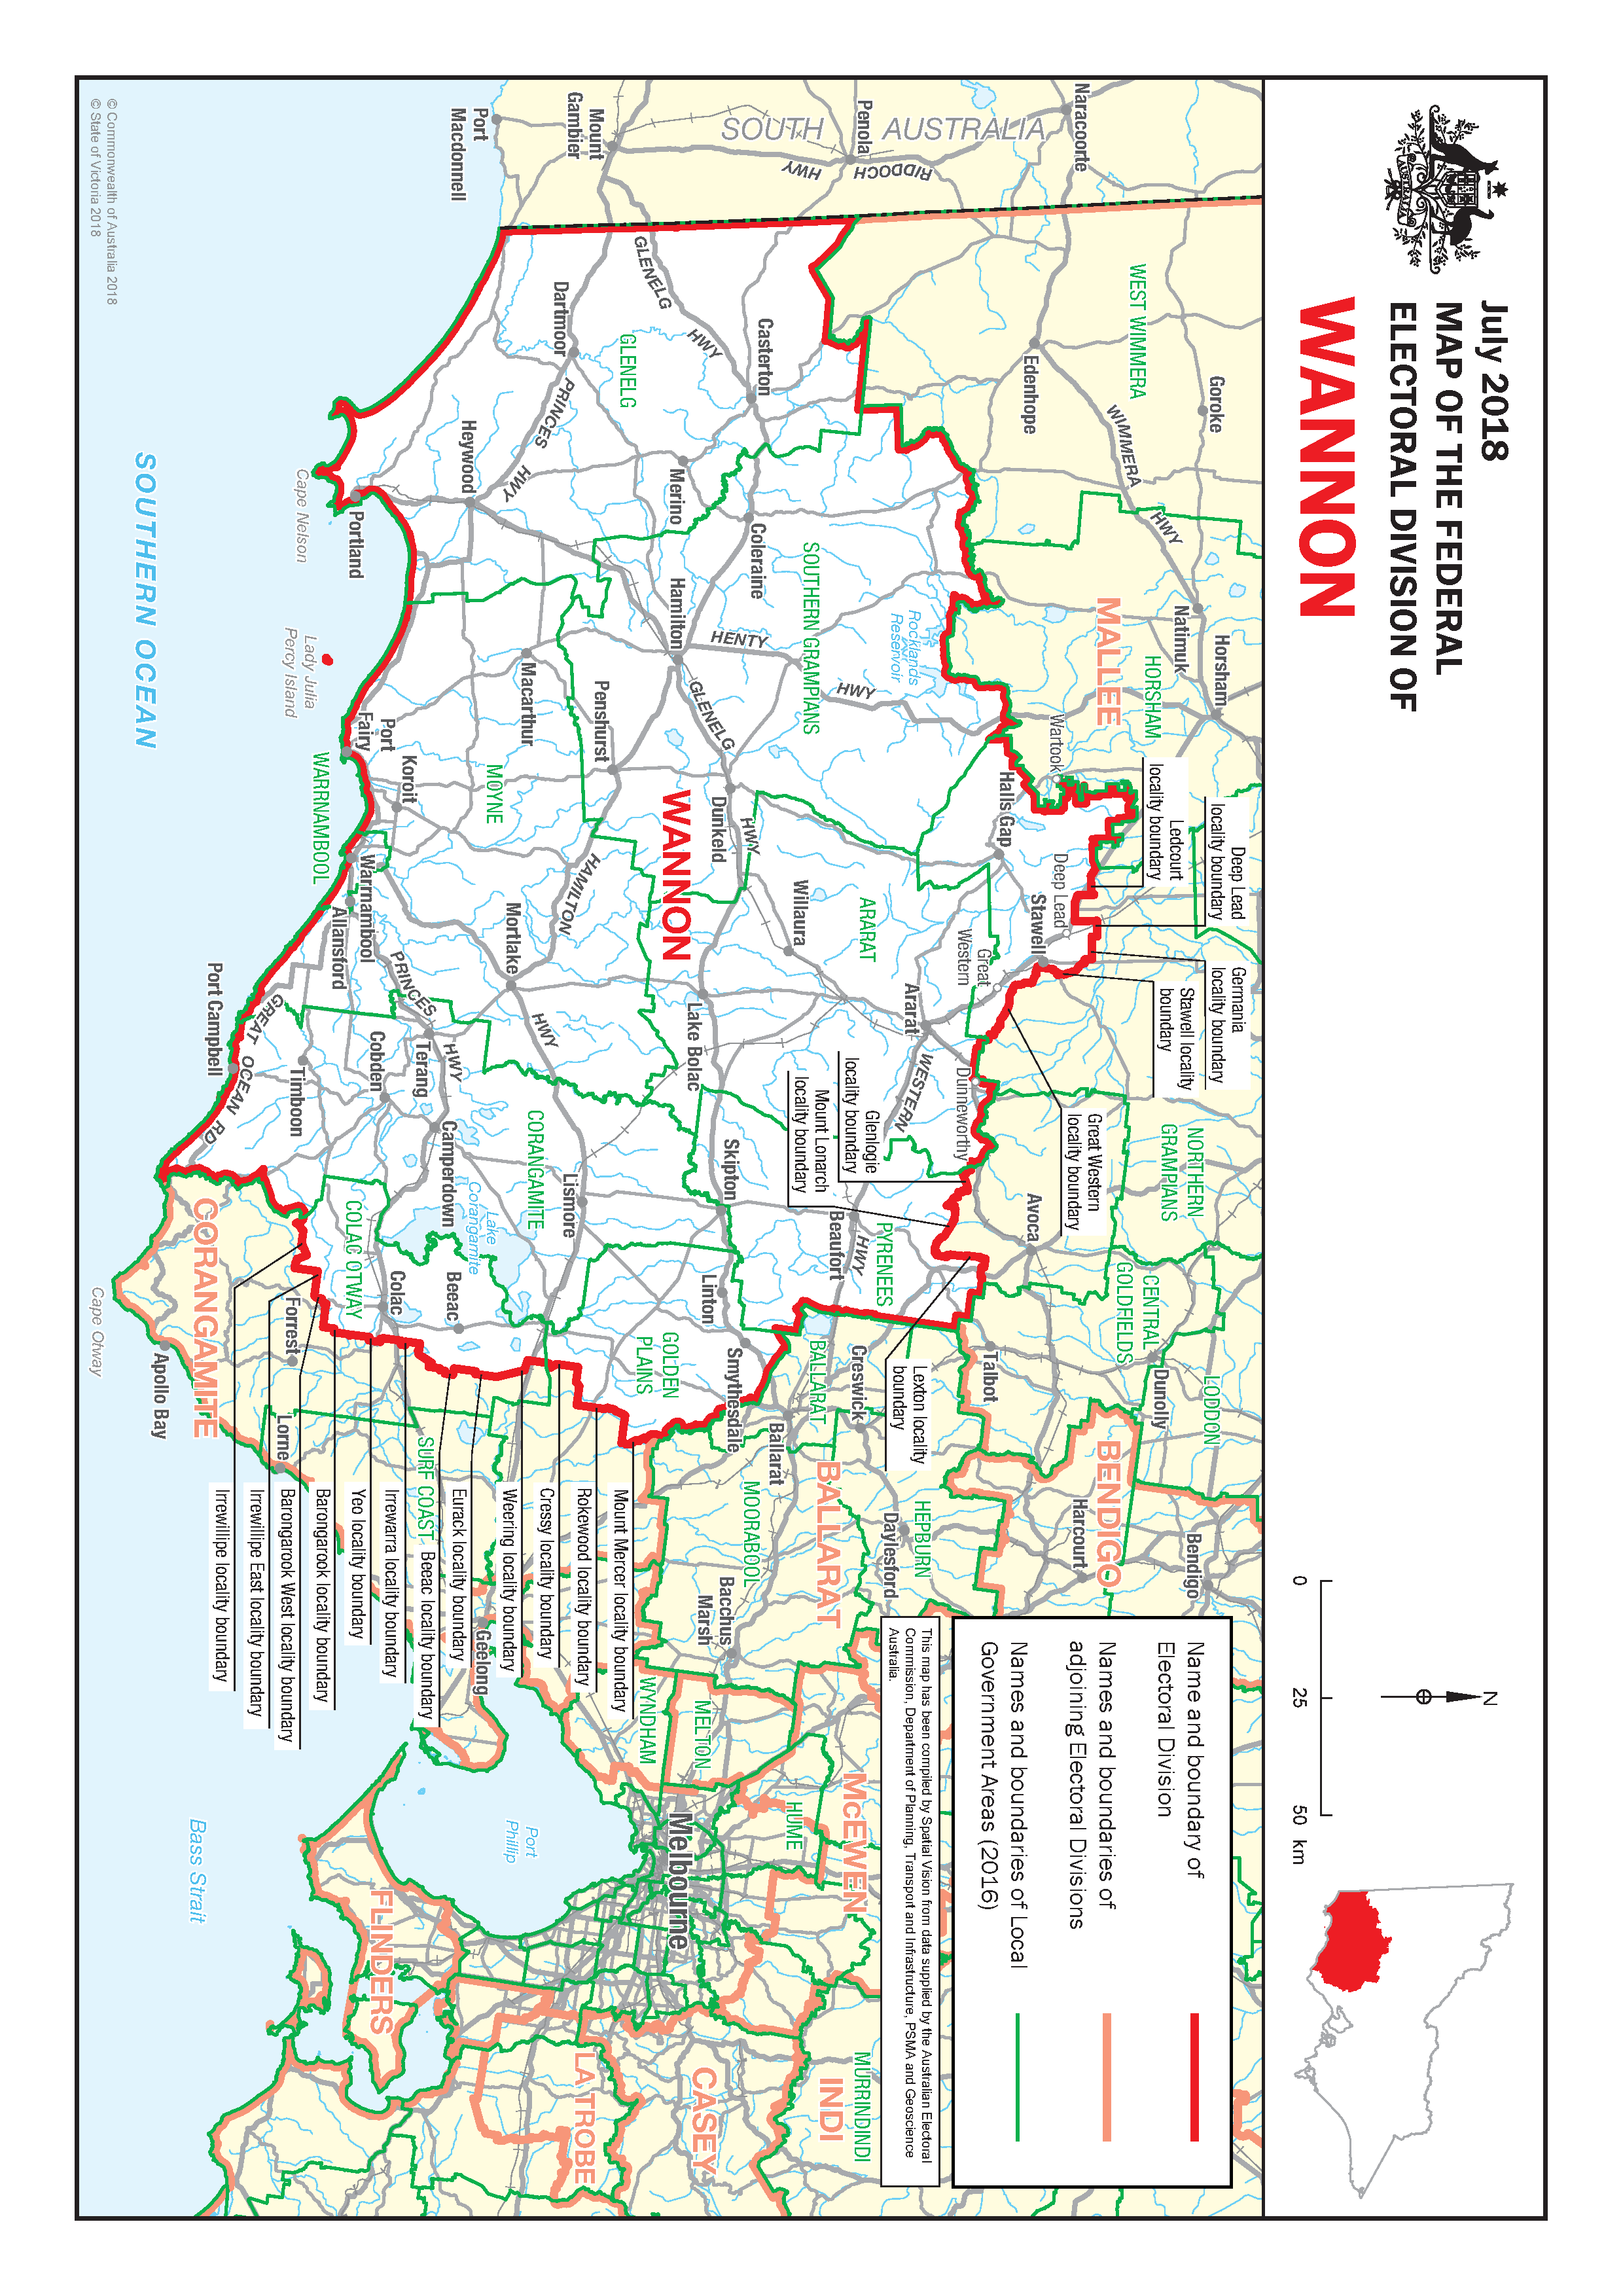 July 2018
MAP OF THE FEDERAL
ELECTORAL DIVISION OF
WANNON
N
0 25 50 km
Name and boundary of
Electoral Division
Names and boundaries of
adjoining Electoral Divisions
Names and boundaries of Local
Government Areas (2016)
This map has been compiled by Spatial Vision from data supplied by the Australian Electoral
Commission, Department of Planning, Transport and Infrastructure, PSMA and Geoscience
Australia.
SOUTH AUSTRALIA
Naracoorte
Penola
RIDDOCH
HWY
Mount
Gambier
Port
Macdonnell
WEST WIMMERA
Goroke
Edenhope
WIMMERA
HWY
Natimuk
Horsham
MALLEE
HORSHAM
Wartook
Ledcourt
locality boundary
Deep Lead
locality boundary
Germania
locality boundary
Stawell locality
boundary
Great Western
locality boundary
NORTHERN
GRAMPIANS
Avoca
CENTRAL
GOLDFIELDS
LODDON
Dunolly
Talbot
BENDIGO
Bendigo
Harcourt
Lexton locality
boundary
Creswick
BALLARAT
Ballarat
BALLARAT
HEPBURN
Daylesford
MOORABOOL
Bacchus
Marsh
MELTON
WYNDHAM
HUME
McEWEN
Melbourne
MURRINDINDI
INDI
CASEY
LA TROBE
FLINDERS
Port
Phillip
Bass Strait
Geelong
GLENELG
HWY
Casterton
Dartmoor
GLENELG
PRINCES
HWY
Heywood
Merino
Coleraine
SOUTHERN GRAMPIANS
Rocklands
Reservoir
Hamilton
HENTY
HWY
GLENELG
HWY
Penshurst
Macarthur
Dunkeld
WANNON
Halls Gap
Deep Lead
Stawell
Great
Western
ARARAT
Willaura
Ararat
WESTERN
HWY
Dunneworthy
Glenlogie
locality boundary
Mount Lonarch
locality boundary
Beaufort
PYRENEES
Lake Bolac
Skipton
Linton
Smythesdale
GOLDEN
PLAINS
HAMILTON
HWY
Mortlake
MOYNE
Koroit
Port
Fairy
WARRNAMBOOL
Warrnambool
Allansford
PRINCES
HWY
Terang
Cobden
Camperdown
Lake
Corangamite
CORANGAMITE
Lismore
Beeac
Colac
COLAC OTWAY
Timboon
Port Campbell
GREAT OCEAN RD
Portland
Cape Nelson
Lady Julia
Percy Island
SOUTHERN OCEAN
CORANGAMITE
Forrest
Lorne
Apollo Bay
Cape Otway
SURF COAST
Mount Mercer locality boundary
Rokewood locality boundary
Cressy locality boundary
Weering locality boundary
Eurack locality boundary
Beeac locality boundary
Irrewarra locality boundary
Yeo locality boundary
Barongarook locality boundary
Barongarook West locality boundary
Irrewillipe East locality boundary
Irrewillipe locality boundary
© Commonwealth of Australia 2018
© State of Victoria 2018